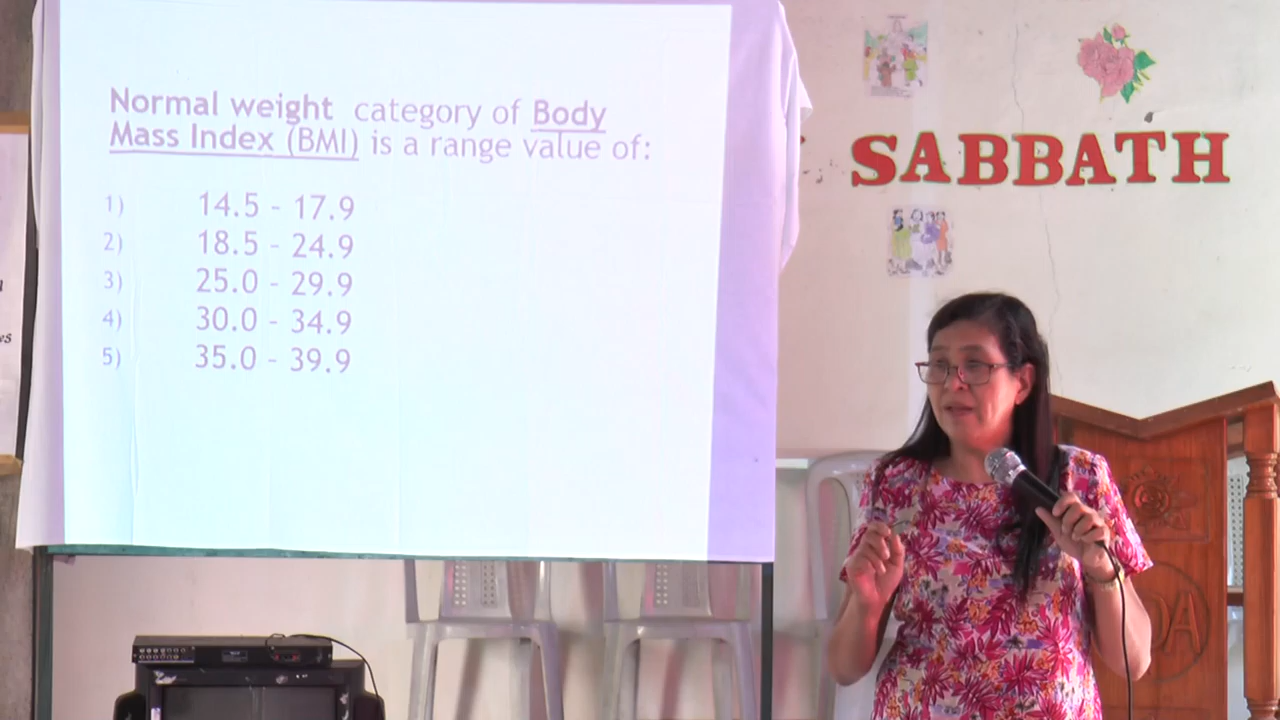 Normal weight category of Body
Mass Index (BMI) is a range value of:
1) 14.5 - 17.9
2) 18.5 - 24.9
3) 25.0 - 29.9
4) 30.0 - 34.9
5) 35.0 - 39.9
SABBATH
DA